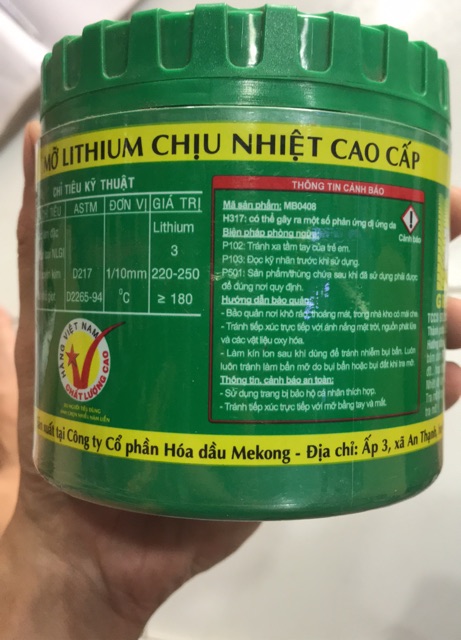 MỠ LITHIUM CHỊU NHIỆT CAO CẤP
CHỈ TIÊU KỸ THUẬT
CHỈ TIÊU ASTM ĐƠN VỊ GIÁ TRỊ
Lithium
NLGI 3
D217 1/10mm 220-250
D2265-94 °C ≥ 180
HÀNG VIỆT NAM
CHẤT LƯỢNG CAO
THÔNG TIN CẢNH BÁO
Mã sản phẩm: MB0408
H317: có thể gây ra một số phản ứng dị ứng da
Biện pháp phòng ngừa
Cảnh báo
P102: Tránh xa tầm tay của trẻ em.
P103: Đọc kỹ nhãn trước khi sử dụng.
P501: Sản phẩm/thùng chứa sau khi đã sử dụng phải được
để đúng nơi quy định.
Hướng dẫn bảo quản:
- Bảo quản nơi khô ráo, thoáng mát, trong nhà kho có mái che.
- Tránh tiếp xúc trực tiếp với ánh nắng mặt trời, nguồn phát lửa
và các vật liệu oxy hóa.
- Làm kín lon sau khi dùng để tránh nhiễm bụi bẩn. Luôn
luôn tránh làm bẩn mỡ do bụi bẩn hoặc bụi đất khi tra mỡ.
Thông tin, cảnh báo an toàn:
- Sử dụng trang bị bảo hộ cá nhân thích hợp.
- Tránh tiếp xúc trực tiếp với mỡ bằng tay và mắt.
xuất tại Công ty Cổ phần Hóa dầu Mekong - Địa chỉ: Ấp 3, xã An Thạnh,